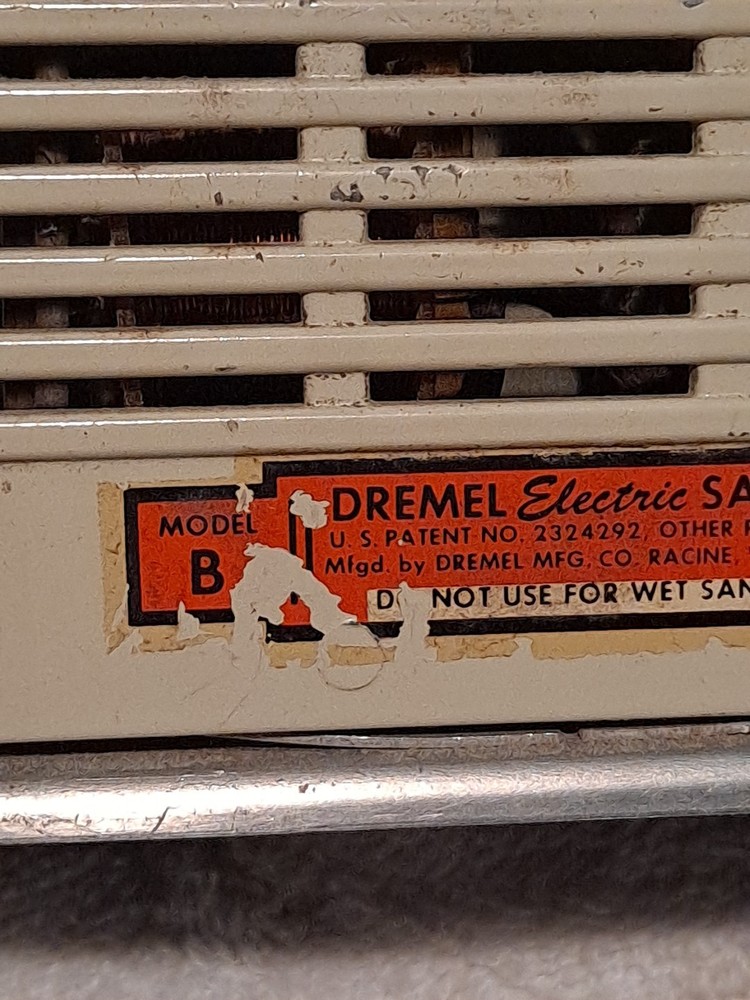 DREMEL Electric SA
MODEL
B
U. S. PATENT NO. 2324292, OTHER
Mfgd. by DREMEL MFG. CO. RACINE,
NOT USE FOR WET SAN